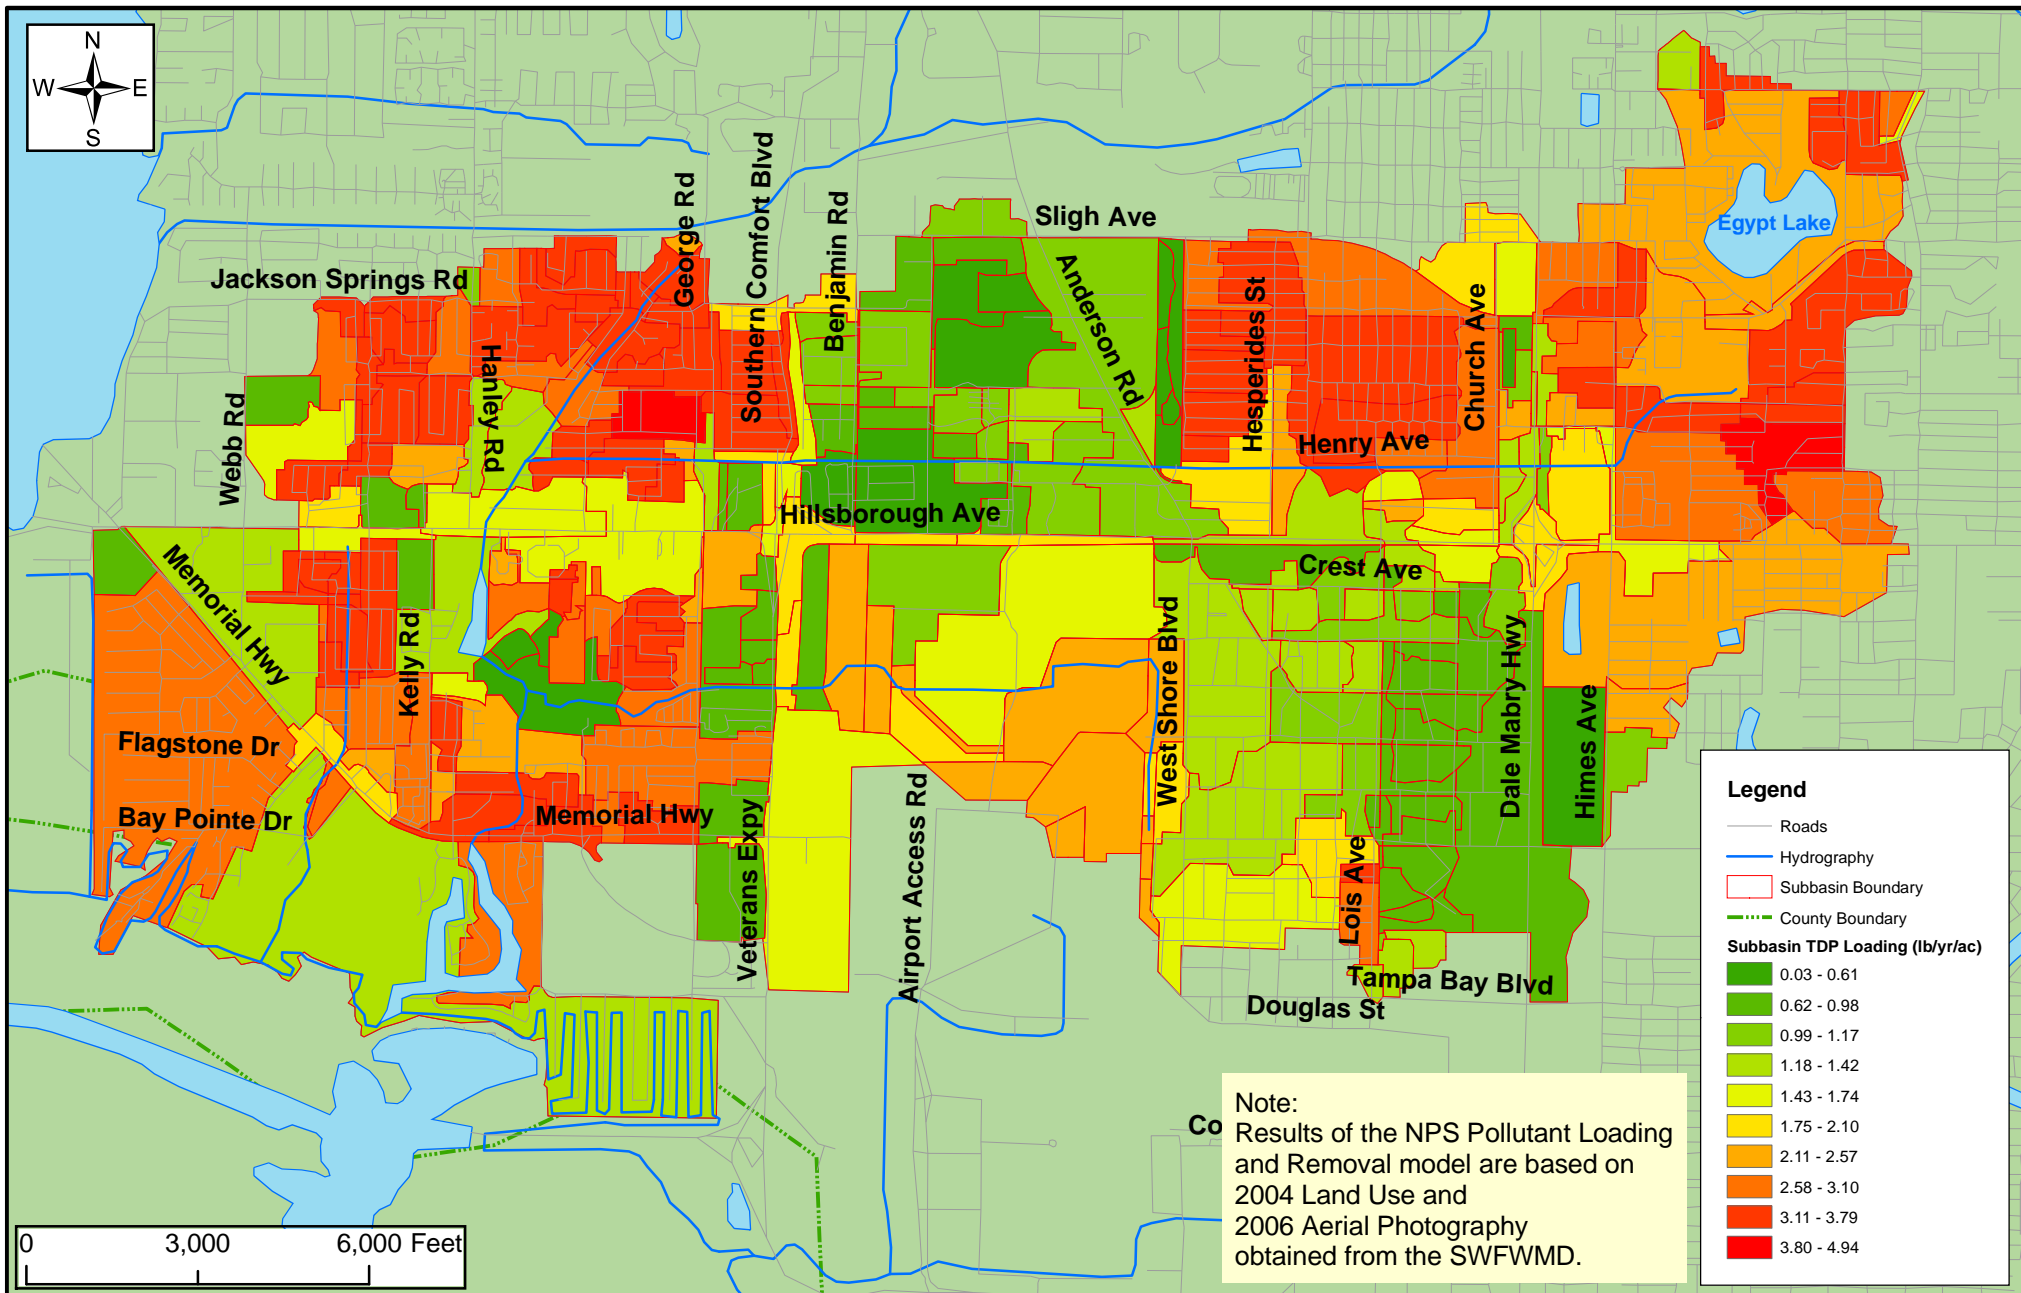 N
W
E
S
Jackson Springs Rd
Webb Rd
Hanley Rd
George Rd
Southern Comfort Blvd
Benjamin Rd
Sligh Ave
Anderson Rd
Hesperides St
Henry Ave
Church Ave
Egypt Lake
Hillsborough Ave
Crest Ave
Memorial Hwy
Kelly Rd
Flagstone Dr
Bay Pointe Dr
Memorial Hwy
Veterans Expy
Airport Access Rd
West Shore Blvd
Lois Ave
Dale Mabry Hwy
Himes Ave
Tampa Bay Blvd
Douglas St
Co
Note:
Results of the NPS Pollutant Loading
and Removal model are based on
2004 Land Use and
2006 Aerial Photography
obtained from the SWFWMD.
Legend
Roads
Hydrography
Subbasin Boundary
County Boundary
Subbasin TDP Loading (lb/yr/ac)
0.03 - 0.61
0.62 - 0.98
0.99 - 1.17
1.18 - 1.42
1.43 - 1.74
1.75 - 2.10
2.11 - 2.57
2.58 - 3.10
3.11 - 3.79
3.80 - 4.94
0 3,000 6,000 Feet